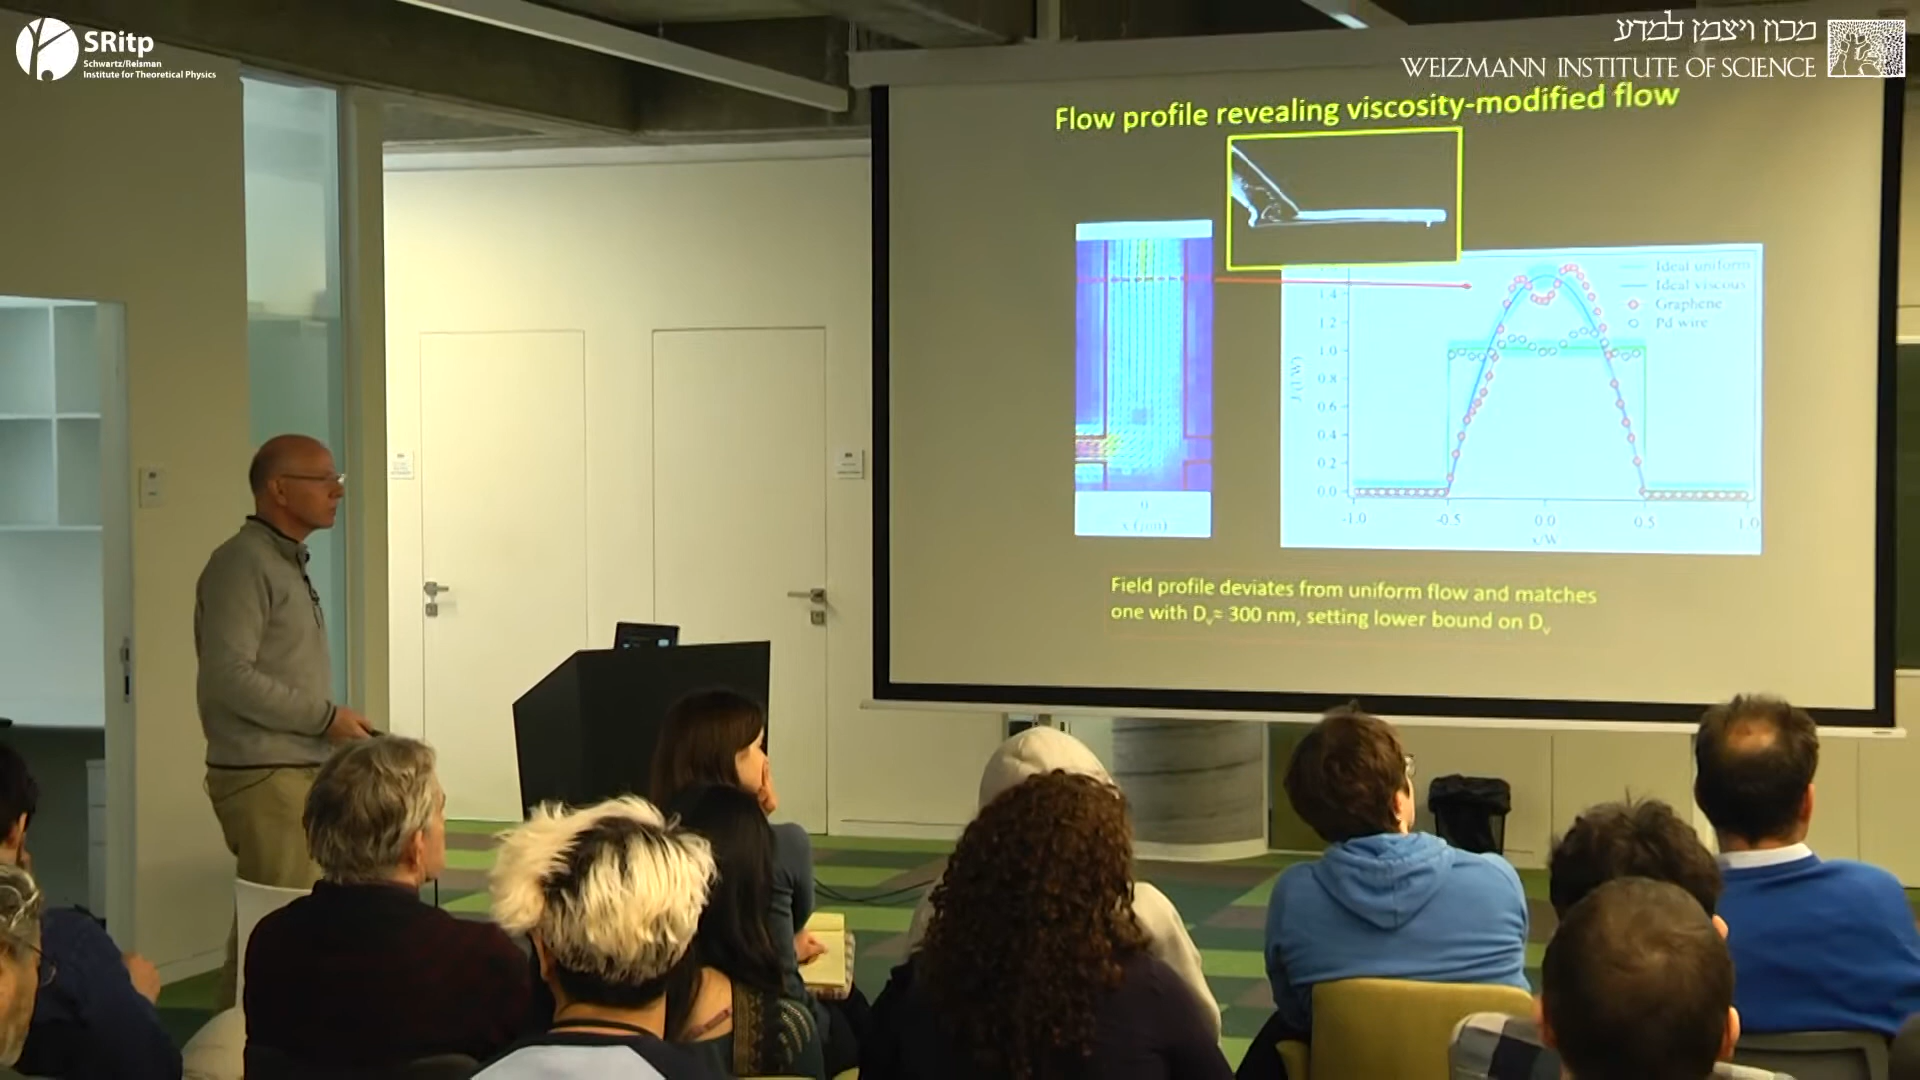 SRitp
Schwartz/Reisman
Institute for Theoretical Physics
מכון ויצמן למדע
WEIZMANN INSTITUTE OF SCIENCE
Flow profile revealing viscosity-modified flow
Ideal uniform
Ideal viscous
Graphene
Pd wire
1.4
1.2
1.0
0.8
0.6
0.4
0.2
0.0
-1.0 -0.5 0.0 0.5 1.0
x/W
0
x (μm)
Field profile deviates from uniform flow and matches
one with Dᵥ= 300 nm, setting lower bound on Dᵥ